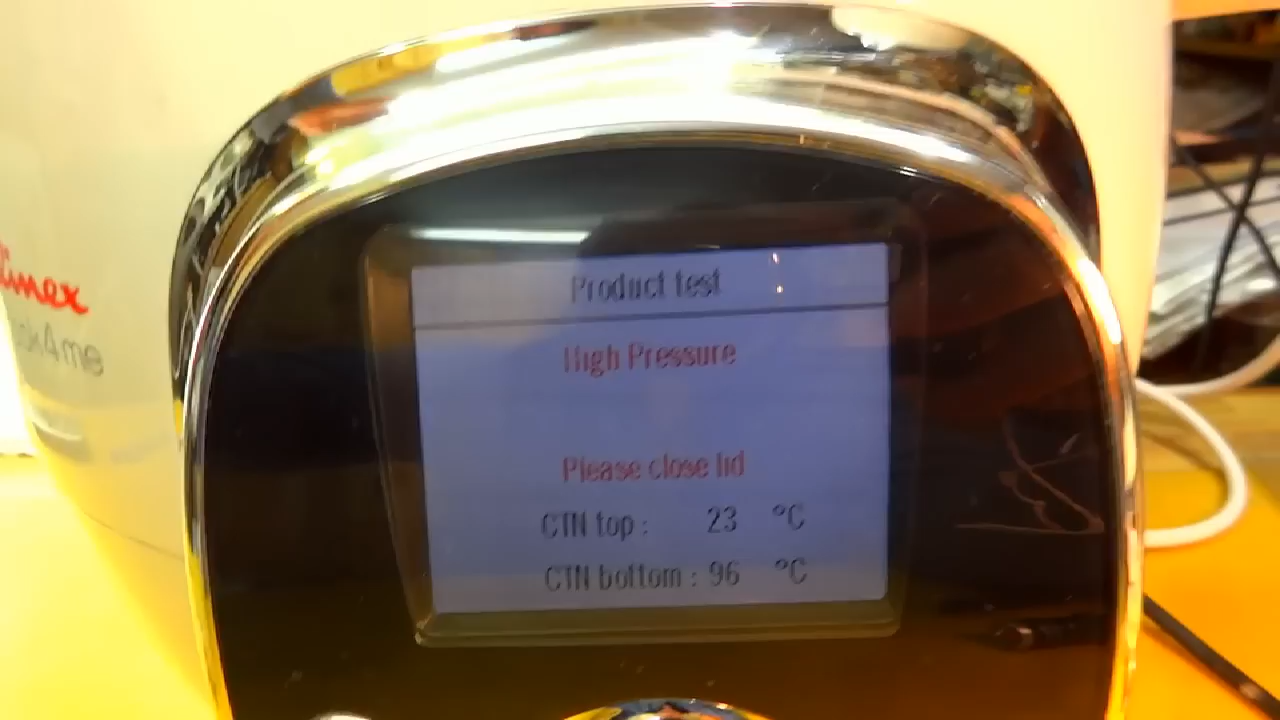 Product test
High Pressure
Please close lid
CTN top : 23 °C
CTN bottom : 96 °C